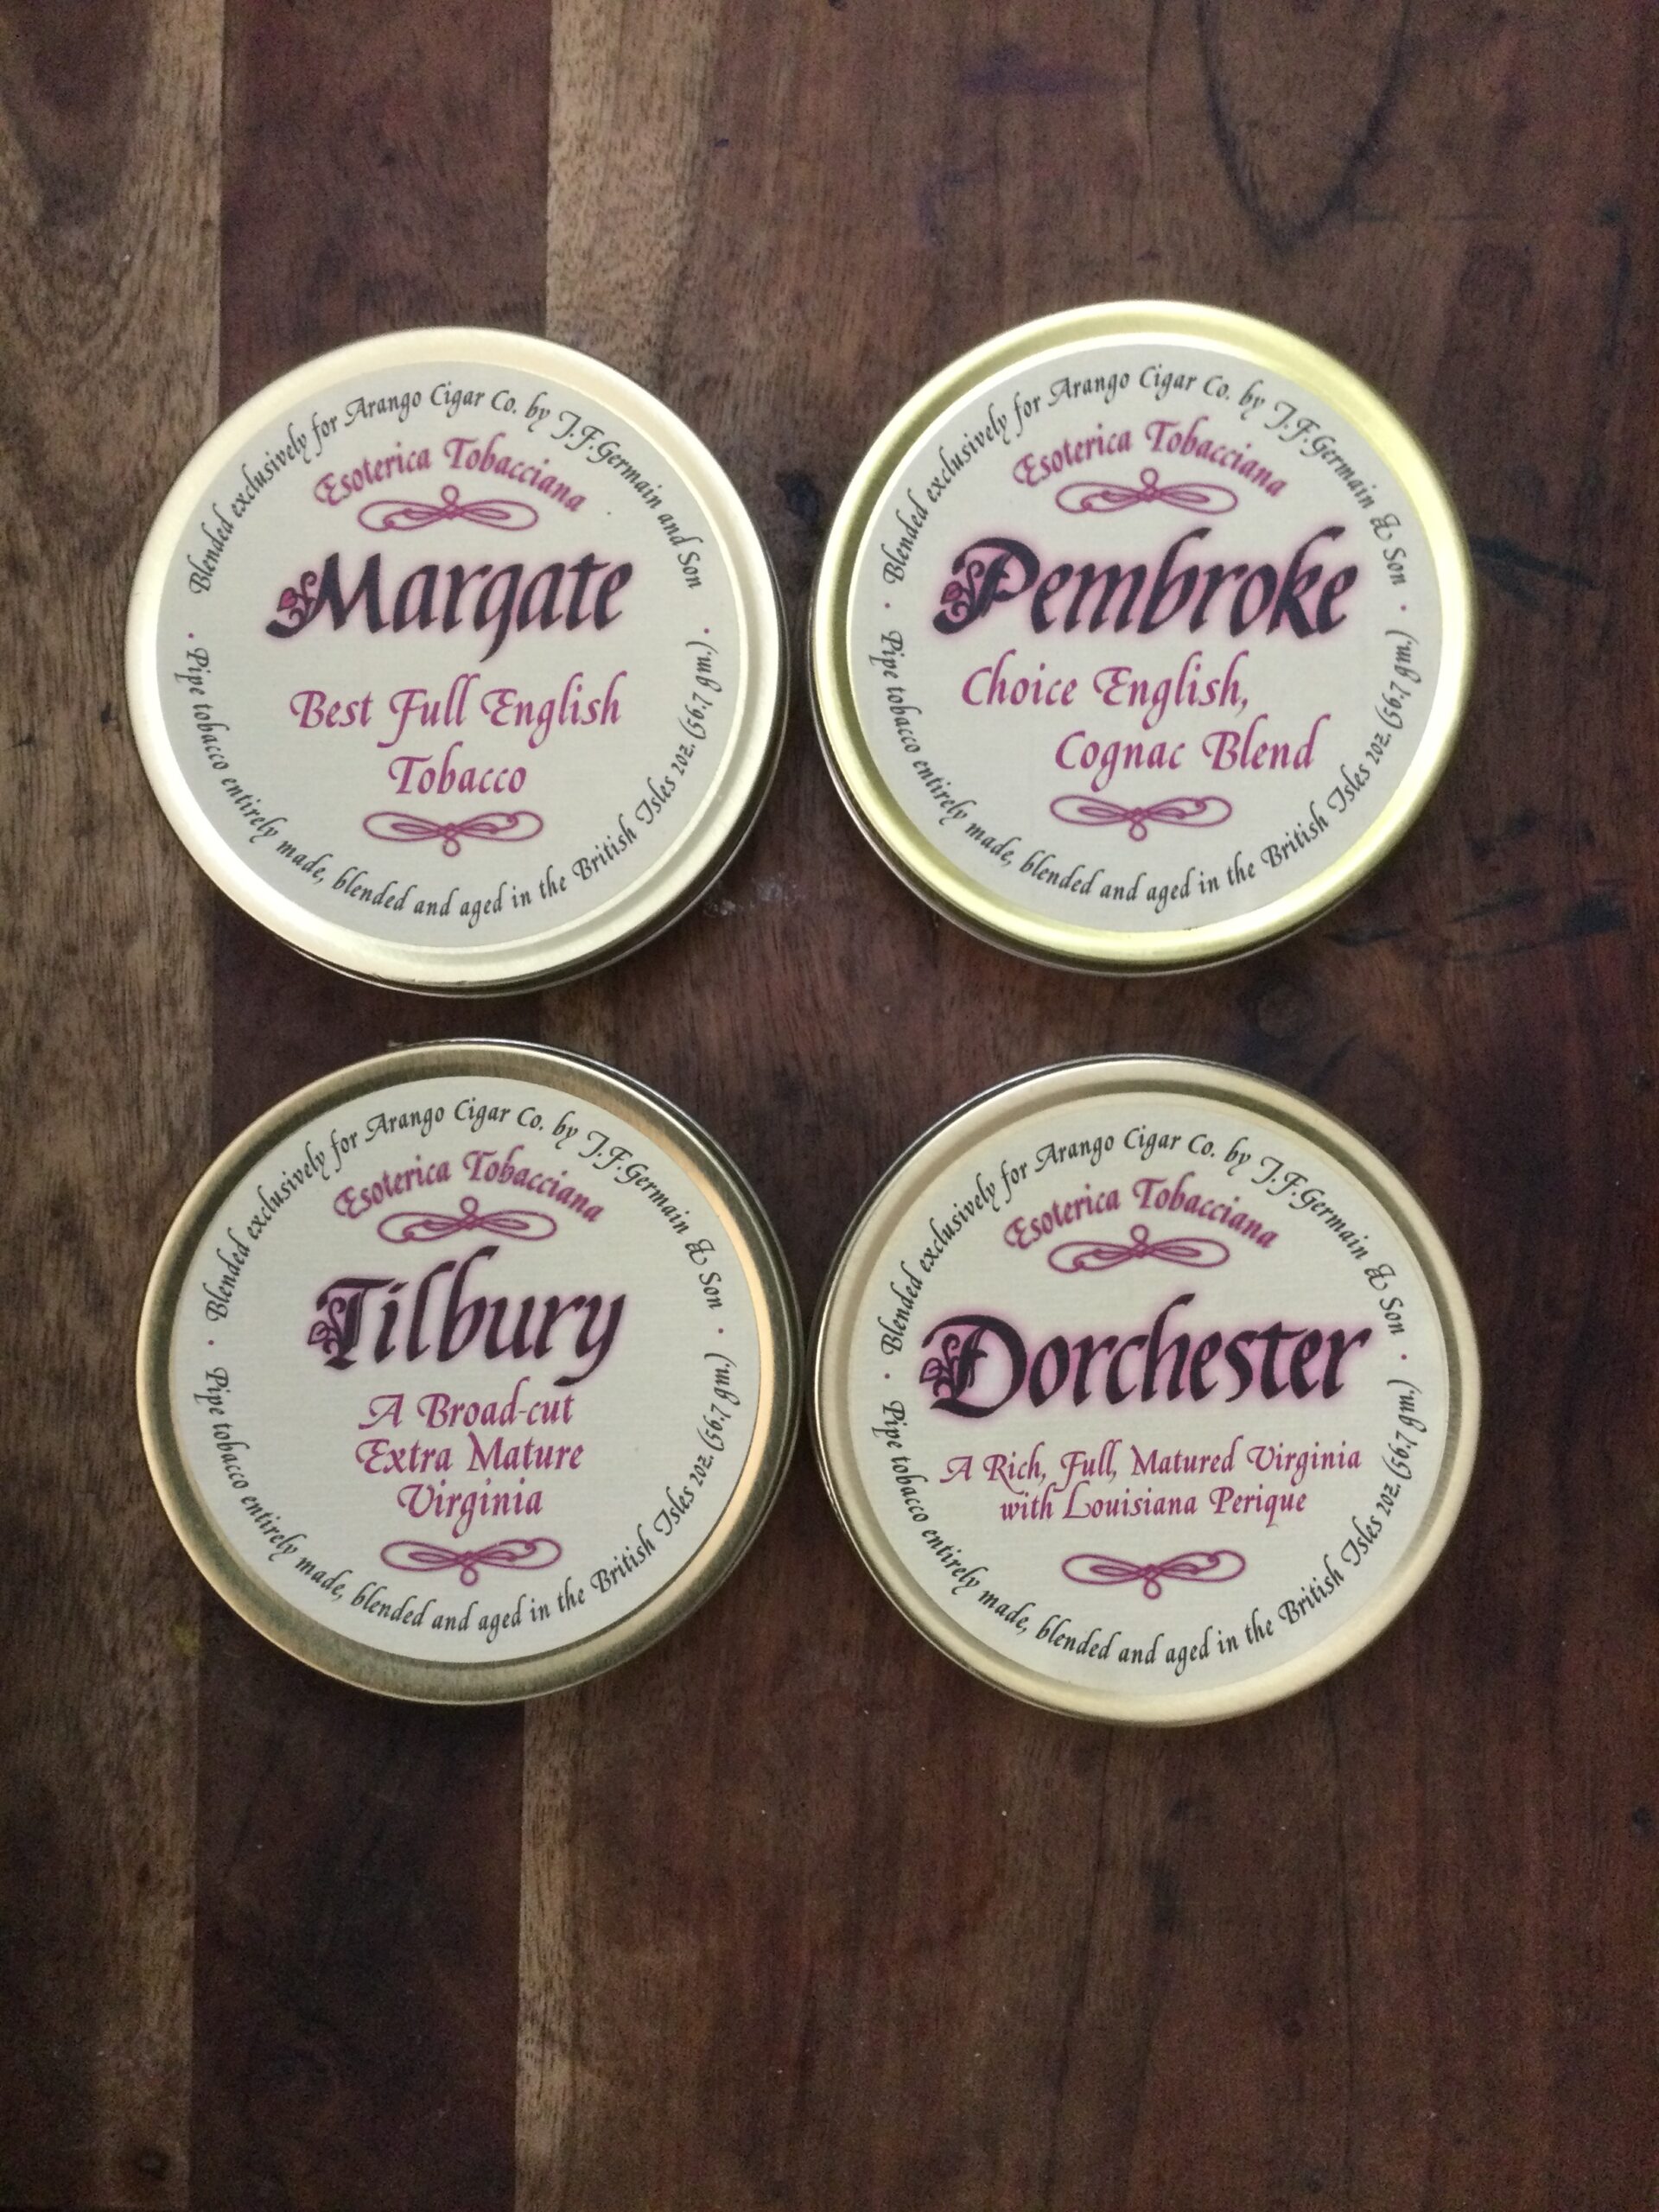 Blended exclusively for Arango Cigar Co. by J.F.Germain and Son
Esoterica Tobacciana
Margate
Best Full English
Tobacco
Pipe tobacco entirely made, blended and aged in the British Isles 2oz. (56.7 gm.)
Blended exclusively for Arango Cigar Co. by J.F.Germain & Son
Esoterica Tobacciana
Pembroke
Choice English,
Cognac Blend
Pipe tobacco entirely made, blended and aged in the British Isles 2oz. (56.7 gm.)
Blended exclusively for Arango Cigar Co. by J.F.Germain & Son
Esoterica Tobacciana
Tilbury
A Broad-cut
Extra Mature
Virginia
Pipe tobacco entirely made, blended and aged in the British Isles 2oz. (56.7 gm.)
Blended exclusively for Arango Cigar Co. by J.F.Germain & Son
Esoterica Tobacciana
Dorchester
A Rich, Full, Matured Virginia
with Louisiana Perique
Pipe tobacco entirely made, blended and aged in the British Isles 2oz. (56.7 gm.)